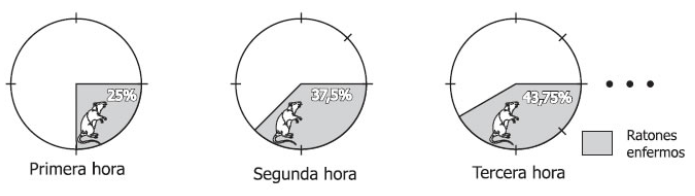 25%
37,5%
43,75%
Ratones
enfermos
Primera hora
Segunda hora
Tercera hora